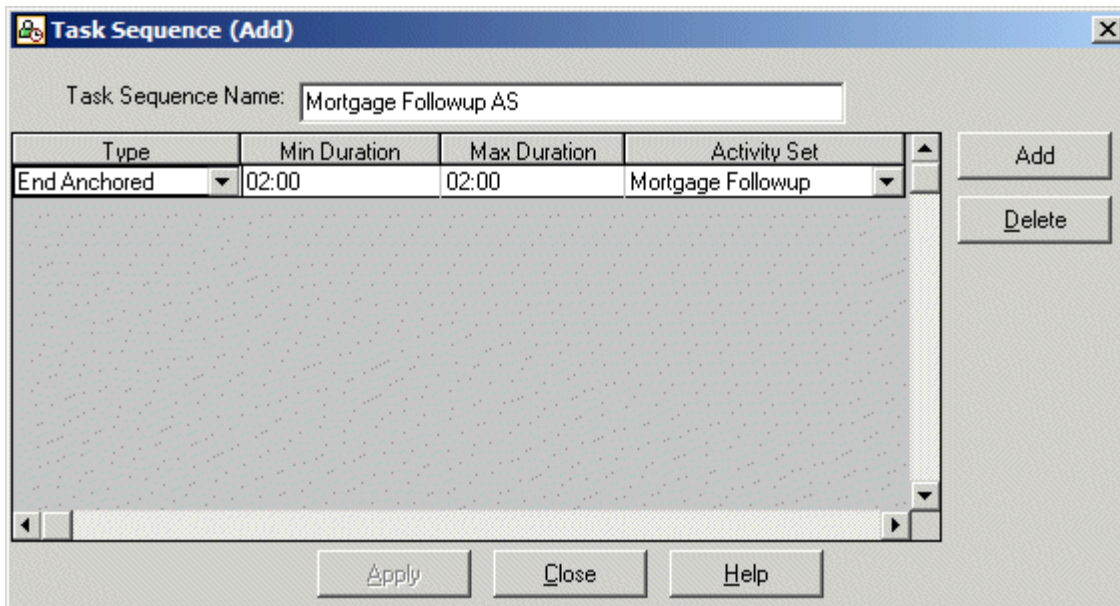 Task Sequence (Add)
Task Sequence Name: Mortgage Followup AS
Type Min Duration Max Duration Activity Set
End Anchored 02:00 02:00 Mortgage Followup
Add
Delete
Apply Close Help